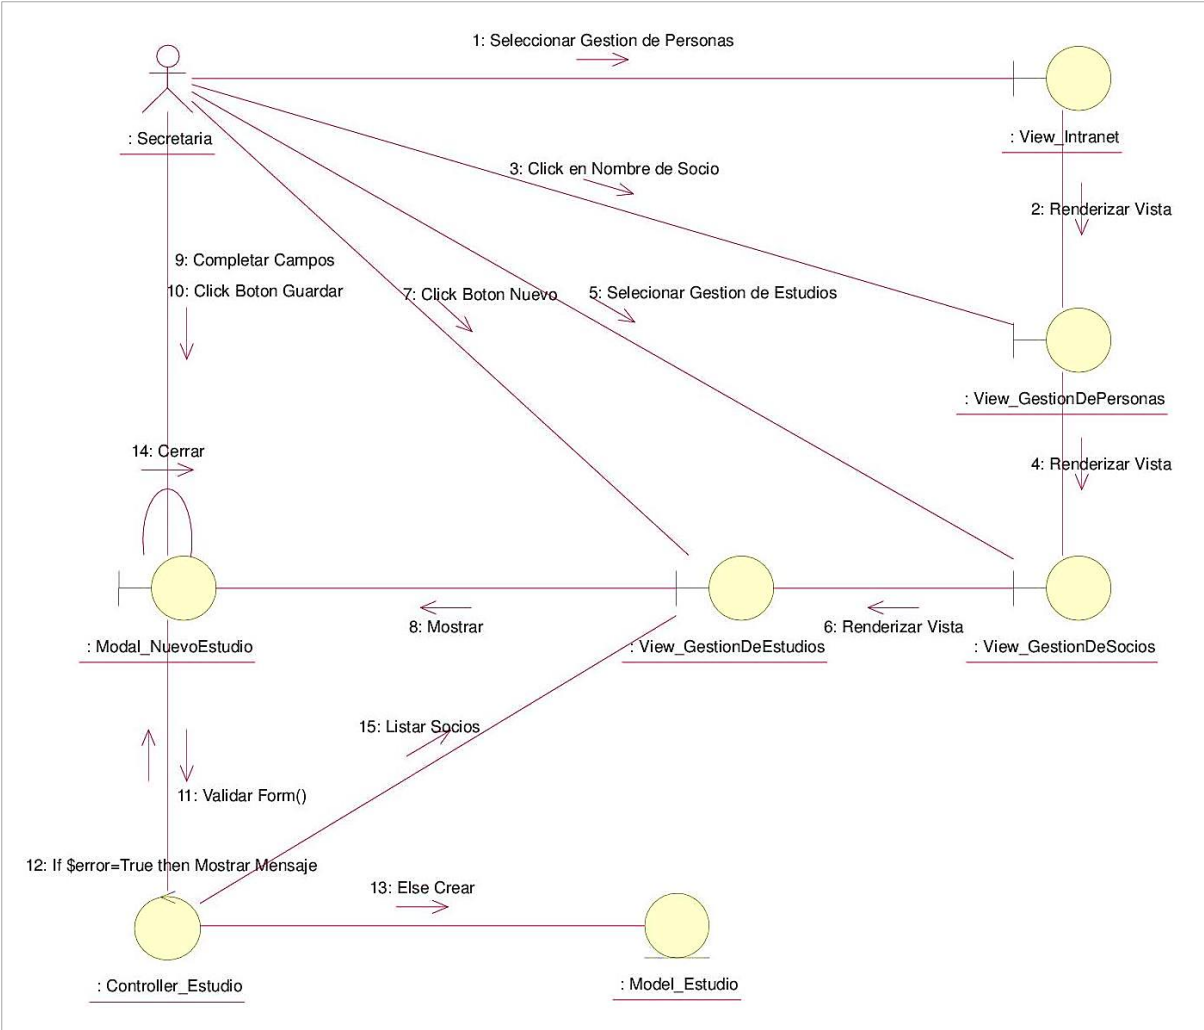 1: Seleccionar Gestion de Personas
: Secretaria
: View_Intranet
3: Click en Nombre de Socio
2: Renderizar Vista
9: Completar Campos
10: Click Boton Guardar
7: Click Boton Nuevo
5: Selecionar Gestion de Estudios
: View_GestionDePersonas
14: Cerrar
4: Renderizar Vista
8: Mostrar
6: Renderizar Vista
: Modal_NuevoEstudio
: View_GestionDeEstudios
: View_GestionDeSocios
15: Listar Socios
11: Validar Form()
12: If $error=True then Mostrar Mensaje
13: Else Crear
: Controller_Estudio
: Model_Estudio